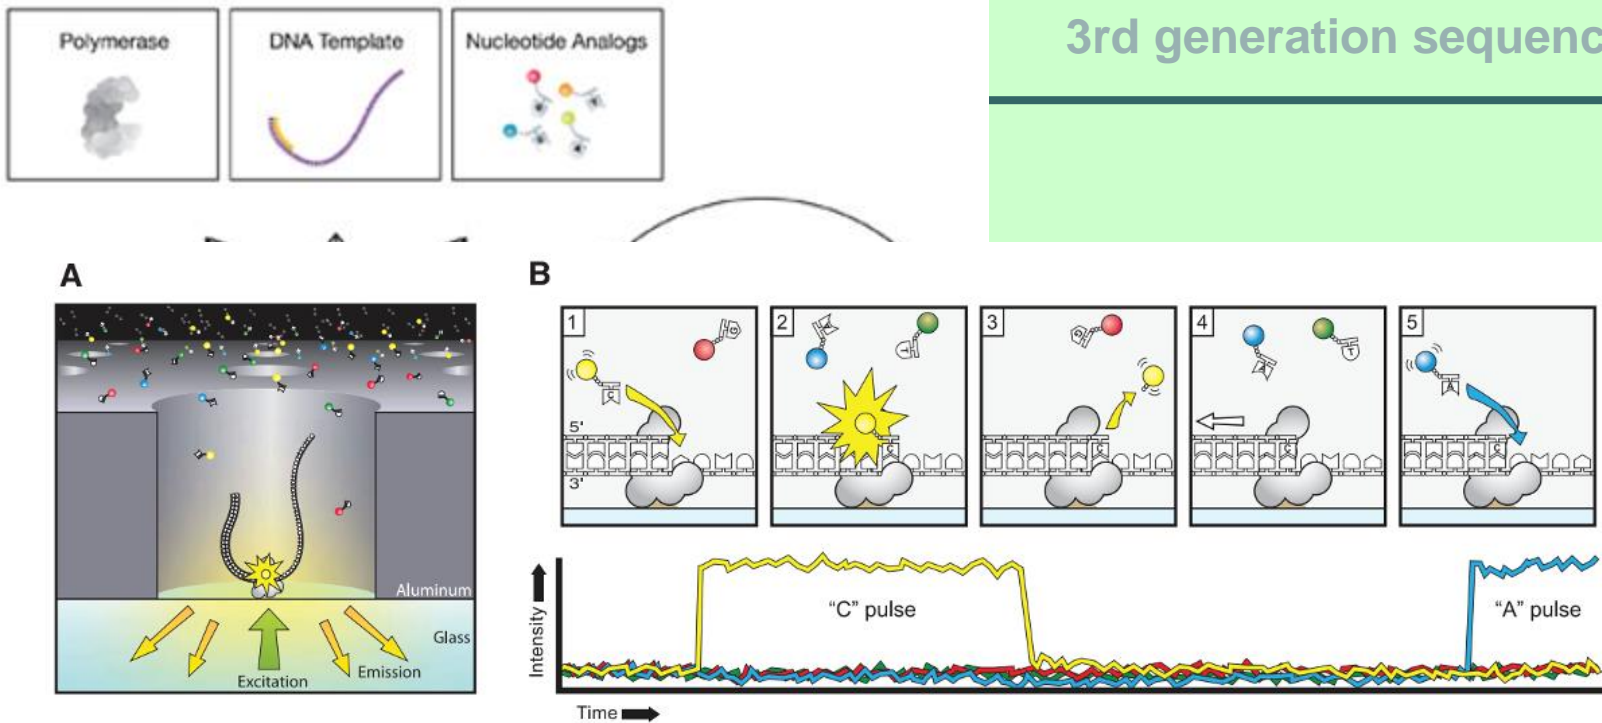 Polymerase
DNA Template
Nucleotide Analogs
3rd generation sequenc
A
Aluminum
Glass
Excitation
Emission
B
1
2
3
4
5
C
G
5'
3'
A
T
C
G
C
A
T
C
A
C
Intensity
"C" pulse
"A" pulse
Time